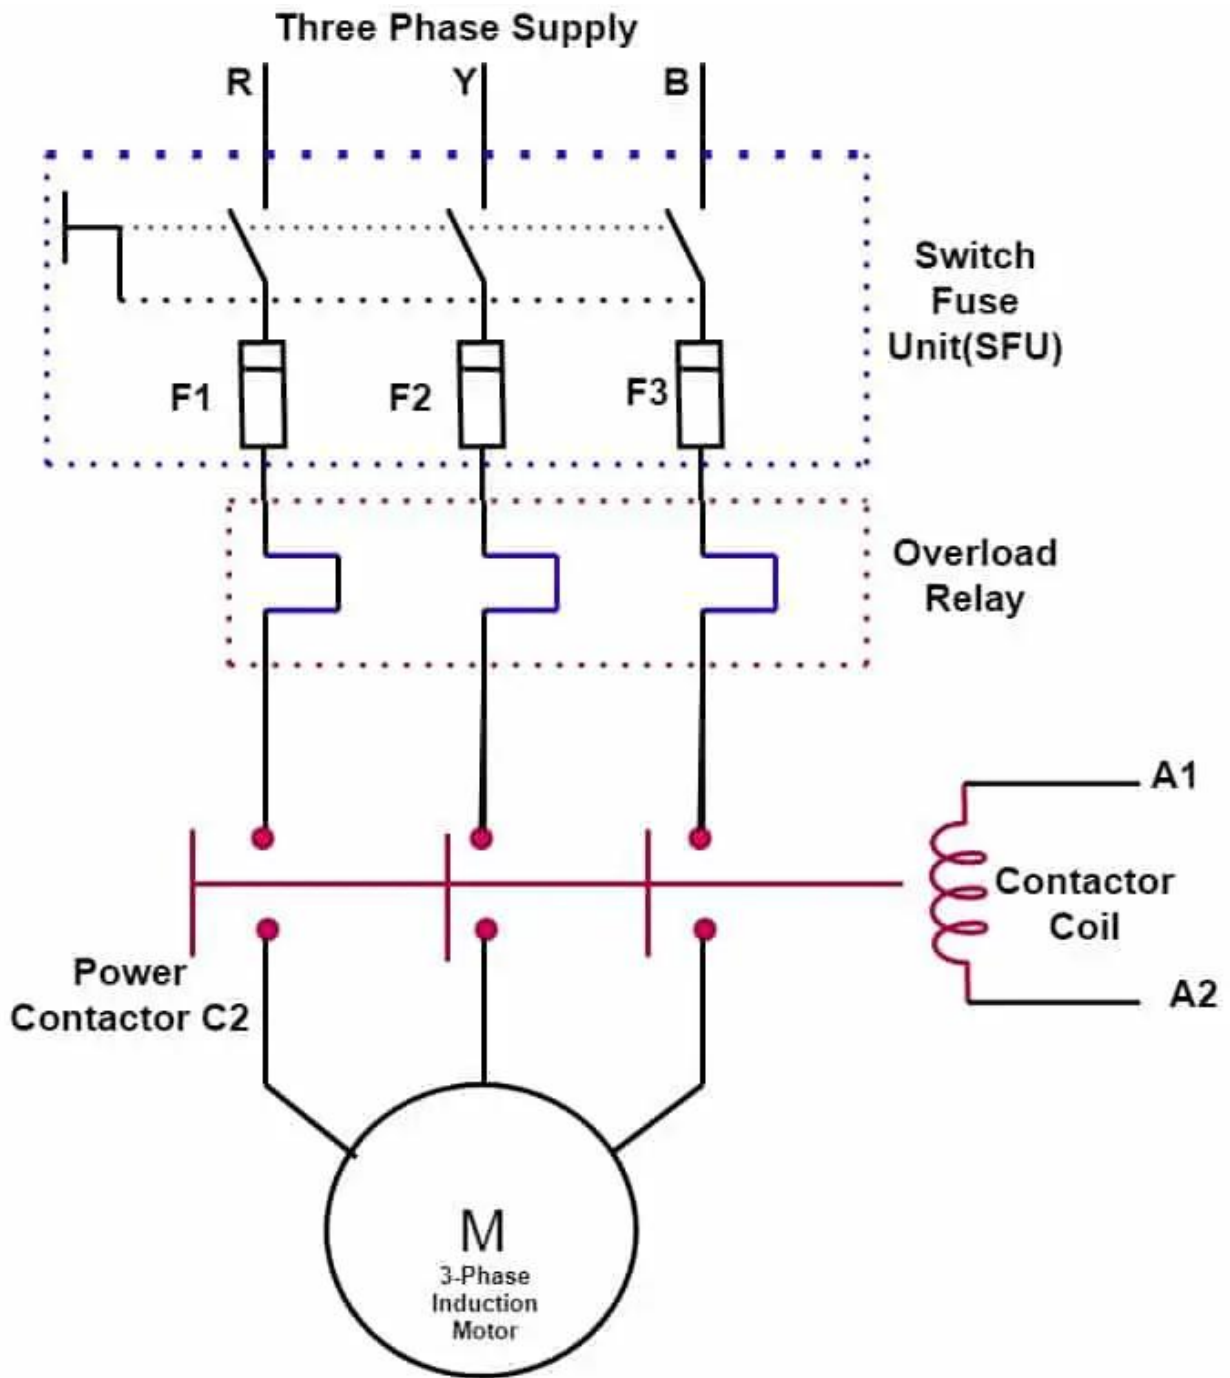 Three Phase Supply
R Y B
Switch
Fuse
Unit(SFU)
F1 F2 F3
Overload
Relay
A1
Contactor
Coil
A2
Power
Contactor C2
M
3-Phase
Induction
Motor